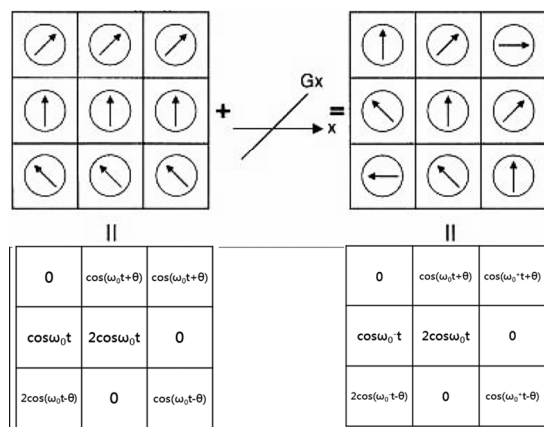 Gx
+
x
=
=
=
0 cos(ω₀t+θ) cos(ω₀t+θ)
cosω₀t 2cosω₀t 0
2cos(ω₀t-θ) 0 cos(ω₀t-θ)
0 cos(ω₀t+θ) cos(ω₀⁺t+θ)
cosω₀⁻t 2cosω₀t 0
2cos(ω₀⁻t-θ) 0 cos(ω₀⁺t-θ)